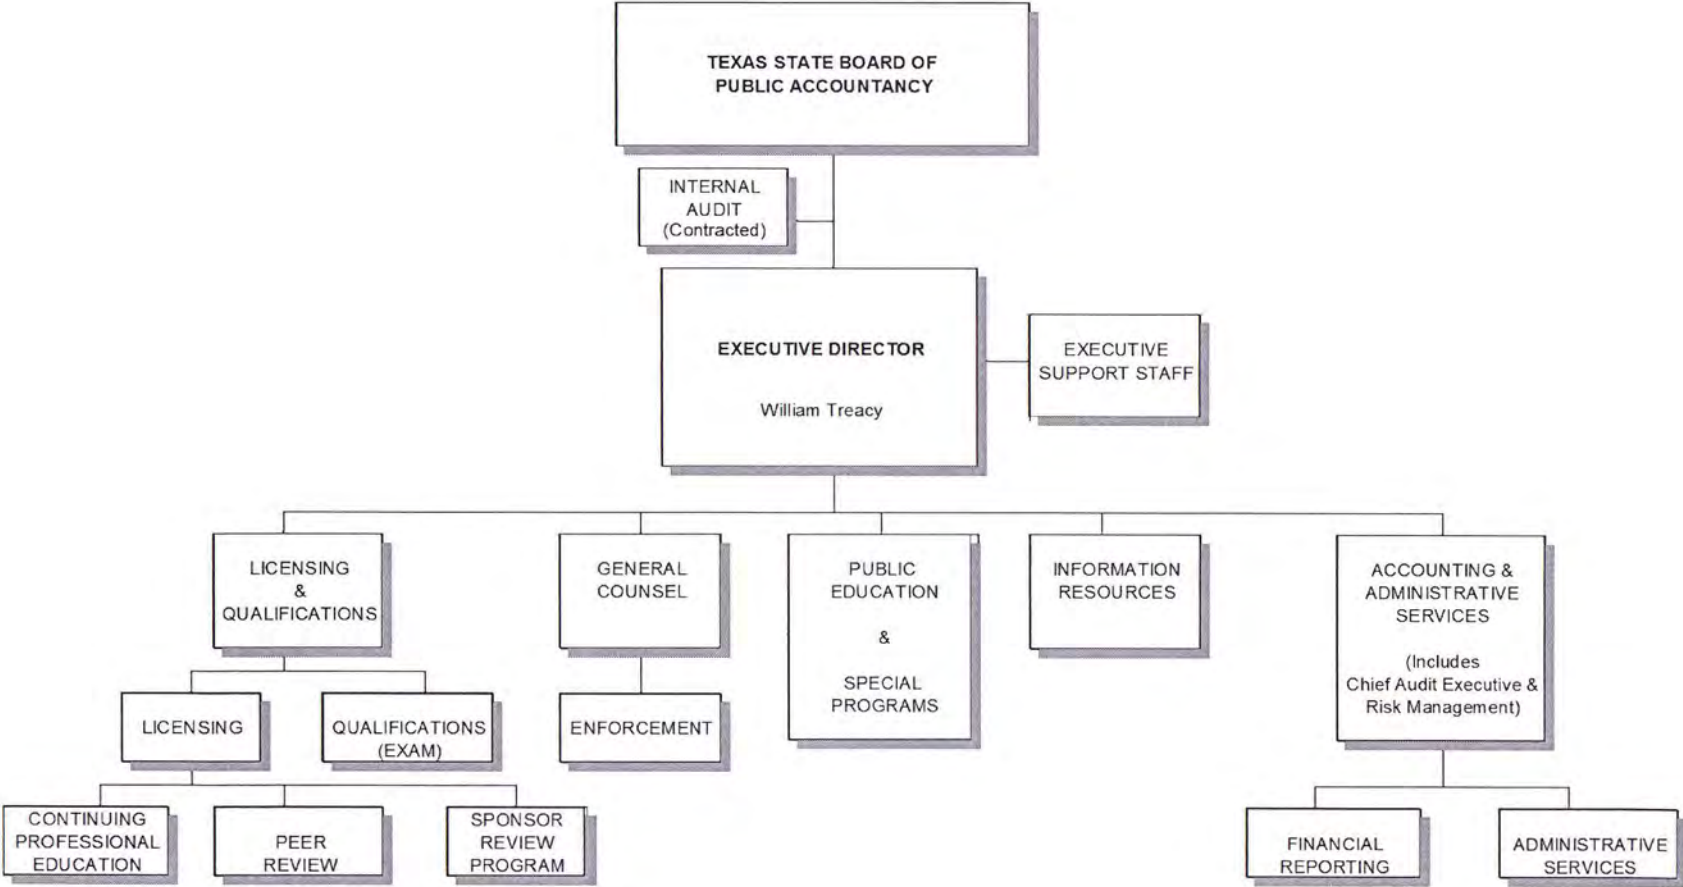 TEXAS STATE BOARD OF
PUBLIC ACCOUNTANCY
INTERNAL
AUDIT
(Contracted)
EXECUTIVE DIRECTOR
William Treacy
EXECUTIVE
SUPPORT STAFF
LICENSING
&
QUALIFICATIONS
GENERAL
COUNSEL
PUBLIC
EDUCATION
&
SPECIAL
PROGRAMS
INFORMATION
RESOURCES
ACCOUNTING &
ADMINISTRATIVE
SERVICES
(Includes
Chief Audit Executive &
Risk Management)
LICENSING
QUALIFICATIONS
(EXAM)
ENFORCEMENT
CONTINUING
PROFESSIONAL
EDUCATION
PEER
REVIEW
SPONSOR
REVIEW
PROGRAM
FINANCIAL
REPORTING
ADMINISTRATIVE
SERVICES